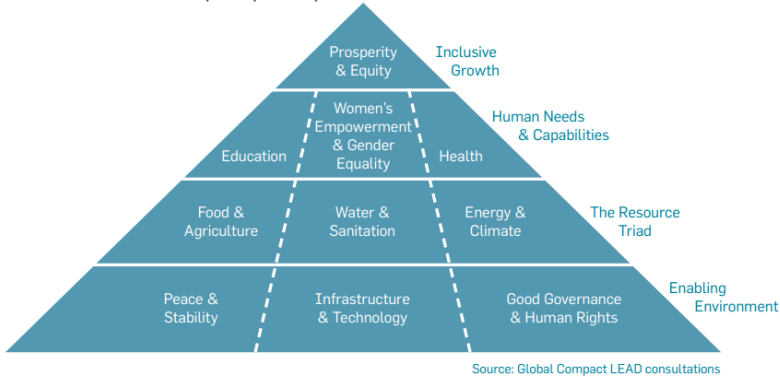 Prosperity
& Equity
Inclusive
Growth
Women's
Empowerment
& Gender
Equality
Education
Health
Human Needs
& Capabilities
Food &
Agriculture
Water &
Sanitation
Energy &
Climate
The Resource
Triad
Peace &
Stability
Infrastructure
& Technology
Good Governance
& Human Rights
Enabling
Environment
Source: Global Compact LEAD consultations